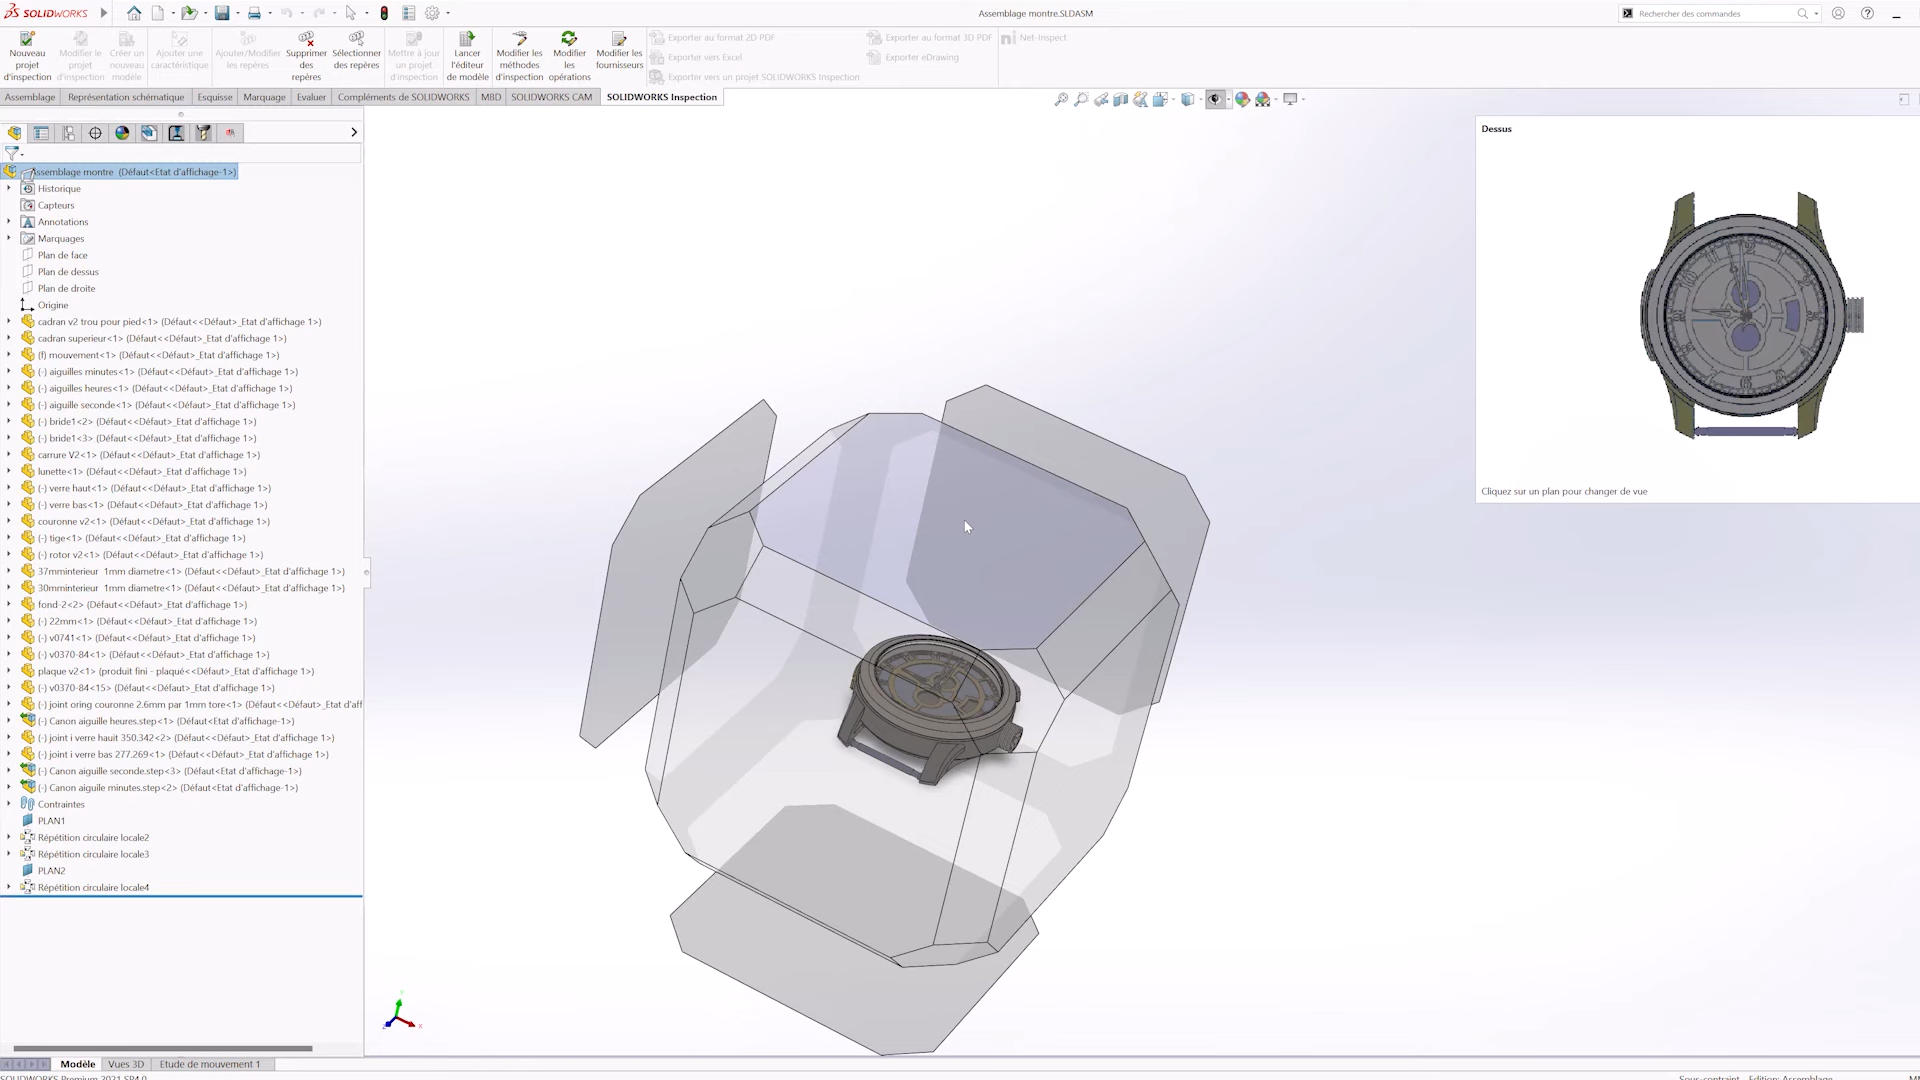 SOLIDWORKS
Assemblage montre.SLDASM
Rechercher des commandes
Nouveau projet d'inspection
Modifier le projet d'inspection
Créer un nouveau modèle
Ajouter une caractéristique
Ajouter/Modifier les repères
Supprimer des repères
Sélectionner des repères
Mettre à jour un projet d'inspection
Lancer l'éditeur de modèle
Modifier les méthodes d'inspection
Modifier les opérations
Modifier les fournisseurs
Exporter au format 2D PDF
Exporter vers Excel
Exporter vers un projet SOLIDWORKS Inspection
Exporter au format 3D PDF
Exporter eDrawing
Net-Inspect
Assemblage
Représentation schématique
Esquisse
Marquage
Evaluer
Compléments de SOLIDWORKS
MBD
SOLIDWORKS CAM
SOLIDWORKS Inspection
Assemblage montre (Défaut<Etat d'affichage-1>)
Historique
Capteurs
Annotations
Marquages
Plan de face
Plan de dessus
Plan de droite
Origine
cadran v2 trou pour pied<1> (Défaut<<Défaut>_Etat d'affichage 1>)
cadran superieur<1> (Défaut<<Défaut>_Etat d'affichage 1>)
(f) mouvement<1> (Défaut<<Défaut>_Etat d'affichage 1>)
(-) aiguilles minutes<1> (Défaut<<Défaut>_Etat d'affichage 1>)
(-) aiguilles heures<1> (Défaut<<Défaut>_Etat d'affichage 1>)
(-) aiguille seconde<1> (Défaut<<Défaut>_Etat d'affichage 1>)
(-) bride1<2> (Défaut<<Défaut>_Etat d'affichage 1>)
(-) bride1<3> (Défaut<<Défaut>_Etat d'affichage 1>)
(-) carrure V2<1> (Défaut<<Défaut>_Etat d'affichage 1>)
lunette<1> (Défaut<<Défaut>_Etat d'affichage 1>)
(-) verre haut<1> (Défaut<<Défaut>_Etat d'affichage 1>)
(-) verre bas<1> (Défaut<<Défaut>_Etat d'affichage 1>)
couronne v2<1> (Défaut<<Défaut>_Etat d'affichage 1>)
(-) tige<1> (Défaut<<Défaut>_Etat d'affichage 1>)
(-) rotor v2<1> (Défaut<<Défaut>_Etat d'affichage 1>)
37mminterieur 1mm diametre<1> (Défaut<<Défaut>_Etat d'affichage 1>)
30mminterieur 1mm diametre<1> (Défaut<<Défaut>_Etat d'affichage 1>)
fond-2<2> (Défaut<<Défaut>_Etat d'affichage 1>)
(-) 22mm<1> (Défaut<<Défaut>_Etat d'affichage 1>)
(-) v0741<1> (Défaut<<Défaut>_Etat d'affichage 1>)
(-) v0370-84<1> (Défaut<<Défaut>_Etat d'affichage 1>)
plaque v2<1> (produit fini - plaqué<<Défaut>_Etat d'affichage 1>)
(-) v0370-84<15> (Défaut<<Défaut>_Etat d'affichage 1>)
(-) joint oring couronne 2.6mm par 1mm tore<1> (Défaut<<Défaut>_Etat d'aff
(-) Canon aiguille heures.step<1> (Défaut<Etat d'affichage-1>)
(-) joint i verre hauit 350.342<2> (Défaut<<Défaut>_Etat d'affichage 1>)
(-) joint i verre bas 277.269<1> (Défaut<<Défaut>_Etat d'affichage 1>)
(-) Canon aiguille seconde.step<3> (Défaut<Etat d'affichage-1>)
(-) Canon aiguile minutes.step<2> (Défaut<Etat d'affichage-1>)
Contraintes
PLAN1
Répétition circulaire locale2
Répétition circulaire locale3
PLAN2
Répétition circulaire locale4
Dessus
Cliquez sur un plan pour changer de vue
Modèle
Vues 3D
Etude de mouvement 1
SOLIDWORKS Premium 2021 SP4.0
Sous-contraint
Edition: Assemblage